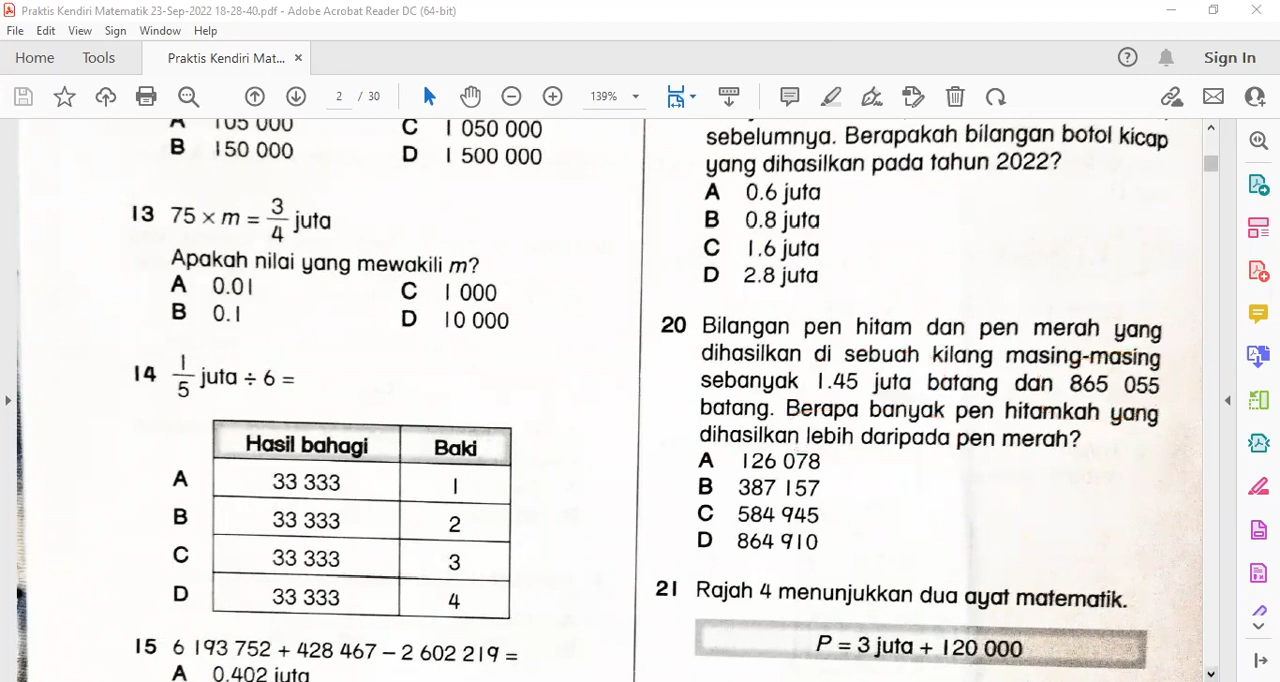 Praktis Kendiri Matematik 23-Sep-2022 18-28-40.pdf - Adobe Acrobat Reader DC (64-bit)
File Edit View Sign Window Help
Home Tools Praktis Kendiri Mat... × Sign In
2 / 30 139%
A 105 000 C 1 050 000
B 150 000 D 1 500 000
13 75 × m = 3/4 juta
Apakah nilai yang mewakili m?
A 0.01 C 1 000
B 0.1 D 10 000
14 1/5 juta ÷ 6 =
Hasil bahagi Baki
A 33 333 1
B 33 333 2
C 33 333 3
D 33 333 4
15 6 193 752 + 428 467 – 2 602 219 =
A 0.402 juta
sebelumnya. Berapakah bilangan botol kicap
yang dihasilkan pada tahun 2022?
A 0.6 juta
B 0.8 juta
C 1.6 juta
D 2.8 juta
20 Bilangan pen hitam dan pen merah yang
dihasilkan di sebuah kilang masing-masing
sebanyak 1.45 juta batang dan 865 055
batang. Berapa banyak pen hitamkah yang
dihasilkan lebih daripada pen merah?
A 126 078
B 387 157
C 584 945
D 864 910
21 Rajah 4 menunjukkan dua ayat matematik.
P = 3 juta + 120 000